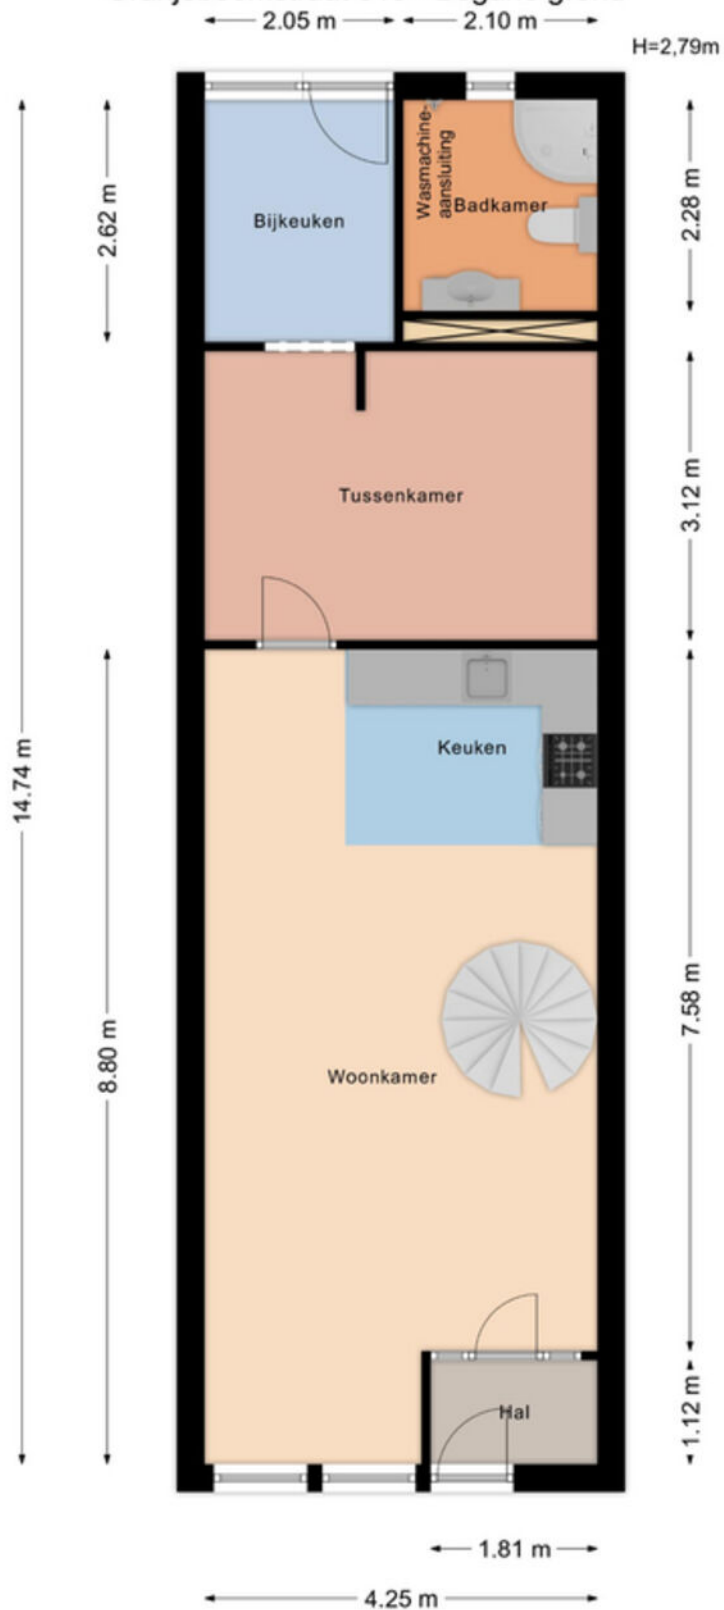 2.05 m
2.10 m
H=2,79m
2.62 m
2.28 m
Wasmachine-
aansluiting
Badkamer
Bijkeuken
Tussenkamer
3.12 m
Keuken
14.74 m
8.80 m
7.58 m
Woonkamer
Hal
1.12 m
1.81 m
4.25 m